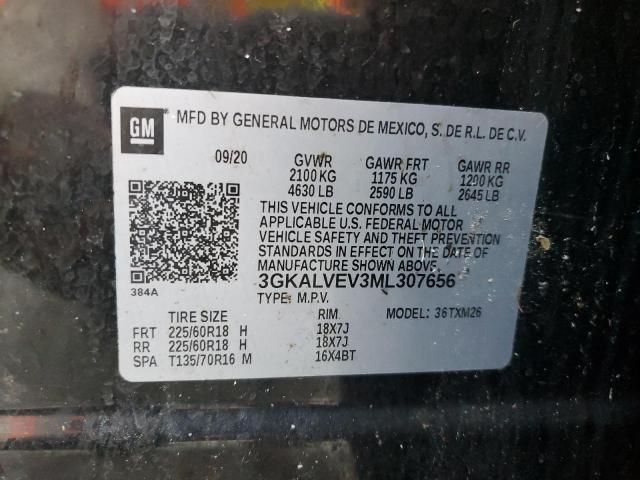 GM MFD BY GENERAL MOTORS DE MEXICO, S. DE R.L. DE C.V.
09/20 GVWR GAWR FRT GAWR RR
2100 KG 1175 KG 1200 KG
4630 LB 2590 LB 2645 LB
THIS VEHICLE CONFORMS TO ALL
APPLICABLE U.S. FEDERAL MOTOR
VEHICLE SAFETY AND THEFT PREVENTION
STANDARDS IN EFFECT ON THE DATE OF
MANUFACTURE SHOWN ABOVE.
384A 3GKALVEV3ML307656
TYPE: M.P.V.
TIRE SIZE RIM MODEL: 36TXM26
FRT 225/60R18 H 18X7J
RR 225/60R18 H 18X7J
SPA T135/70R16 M 16X4BT